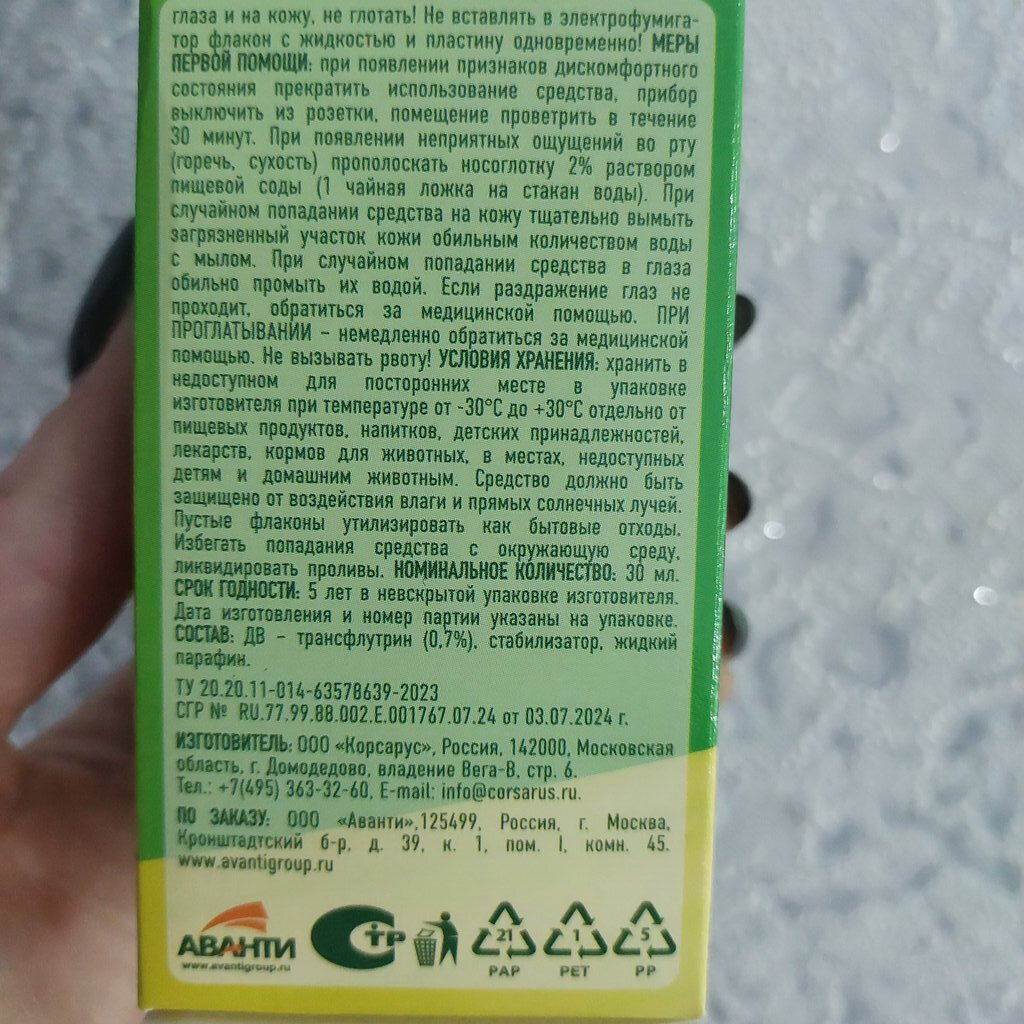 глаза и на кожу, не глотать! Не вставлять в электрофумига-
тор флакон с жидкостью и пластину одновременно! МЕРЫ
ПЕРВОЙ ПОМОЩИ: при появлении признаков дискомфортного
состояния прекратить использование средства, прибор
выключить из розетки, помещение проветрить в течение
30 минут. При появлении неприятных ощущений во рту
(горечь, сухость) прополоскать носоглотку 2% раствором
пищевой соды (1 чайная ложка на стакан воды). При
случайном попадании средства на кожу тщательно вымыть
загрязненный участок кожи обильным количеством воды
с мылом. При случайном попадании средства в глаза
обильно промыть их водой. Если раздражение глаз не
проходит, обратиться за медицинской помощью. ПРИ
ПРОГЛАТЫВАНИИ – немедленно обратиться за медицинской
помощью. Не вызывать рвоту! УСЛОВИЯ ХРАНЕНИЯ: хранить в
недоступном для посторонних месте в упаковке
изготовителя при температуре от -30°С до +30°С отдельно от
пищевых продуктов, напитков, детских принадлежностей,
лекарств, кормов для животных, в местах, недоступных
детям и домашним животным. Средство должно быть
защищено от воздействия влаги и прямых солнечных лучей.
Пустые флаконы утилизировать как бытовые отходы.
Избегать попадания средства с окружающую среду,
ликвидировать проливы. НОМИНАЛЬНОЕ КОЛИЧЕСТВО: 30 мл.
СРОК ГОДНОСТИ: 5 лет в невскрытой упаковке изготовителя.
Дата изготовления и номер партии указаны на упаковке.
СОСТАВ: ДВ – трансфлутрин (0,7%), стабилизатор, жидкий
парафин.
ТУ 20.20.11-014-63578639-2023
СГР № RU.77.99.88.002.E.001767.07.24 от 03.07.2024 г.
ИЗГОТОВИТЕЛЬ: ООО «Корсарус», Россия, 142000, Московская
область, г. Домодедово, владение Вега-В, стр. 6.
Тел.: +7(495) 363-32-60, E-mail: info@corsarus.ru.
ПО ЗАКАЗУ: ООО «Аванти»,125499, Россия, г. Москва,
Кронштадтский б-р, д. 39, к. 1, пом. I, комн. 45.
www.avantigroup.ru
АВАНТИ
www.avantigroup.ru
СТР
21 1 5
PAP PET PP